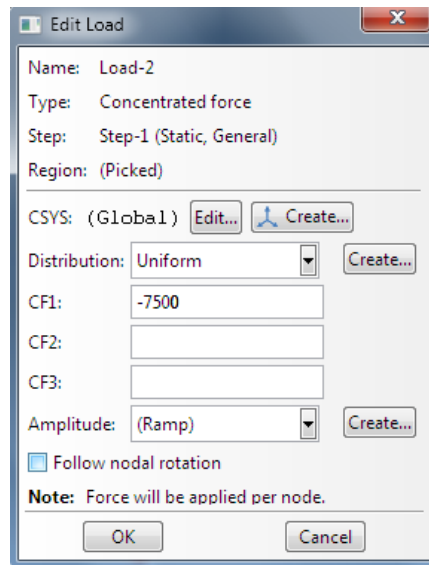 Edit Load
x
Name: Load-2
Type: Concentrated force
Step: Step-1 (Static, General)
Region: (Picked)
CSYS: (Global) Edit... Create...
Distribution: Uniform Create...
CF1: -7500
CF2:
CF3:
Amplitude: (Ramp) Create...
Follow nodal rotation
Note: Force will be applied per node.
OK Cancel